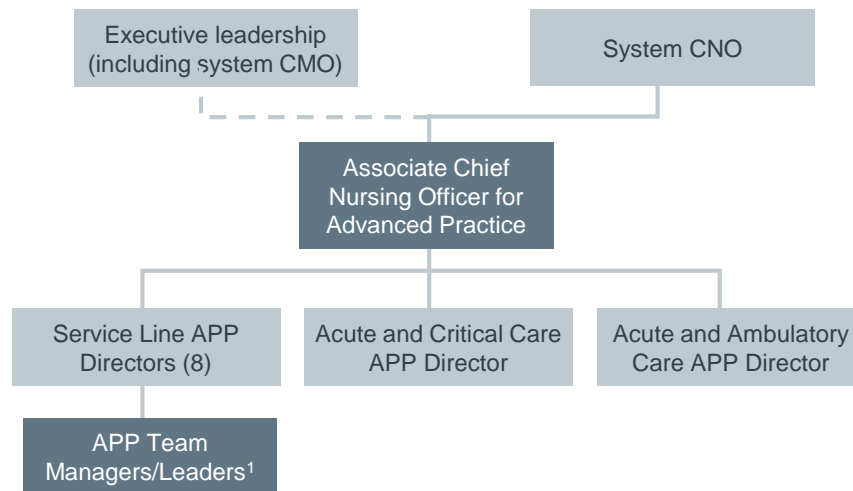 Executive leadership
(including system CMO)
System CNO
Associate Chief
Nursing Officer for
Advanced Practice
Service Line APP
Directors (8)
Acute and Critical Care
APP Director
Acute and Ambulatory
Care APP Director
APP Team
Managers/Leaders¹